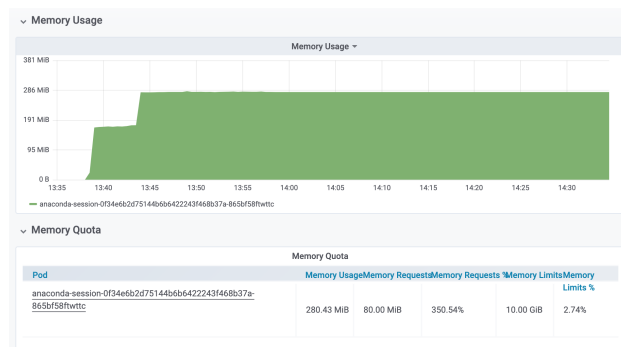 Memory Usage
Memory Usage
381 MiB
286 MiB
191 MiB
95 MiB
0 B
13:35 13:40 13:45 13:50 13:55 14:00 14:05 14:10 14:15 14:20 14:25 14:30
anaconda-session-0f34e6b2d75144b6b6422243f468b37a-865bf58ftwttc
Memory Quota
Memory Quota
Pod Memory Usage Memory Requests Memory Requests % Memory Limits Memory
Limits %
anaconda-session-0f34e6b2d75144b6b6422243f468b37a-
865bf58ftwttc
280.43 MiB 80.00 MiB 350.54% 10.00 GiB 2.74%